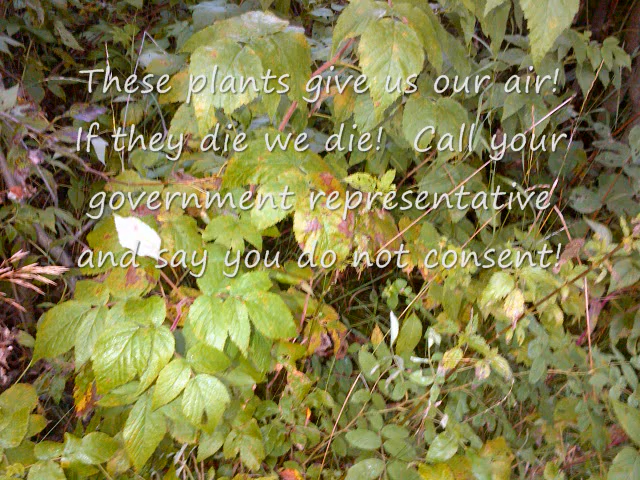 These plants give us our air!
If they die we die!  Call your
government representative
and say you do not consent!